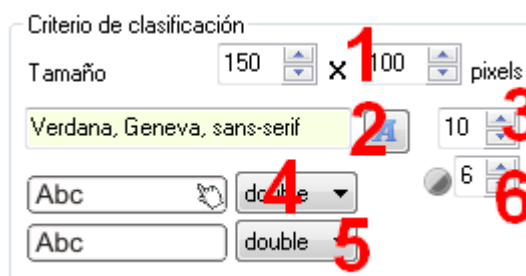 Criterio de clasificación
Tamaño 150 x 100 pixels 1
Verdana, Geneva, sans-serif 2 A 10 3
6 6
Abc double 4
Abc double 5